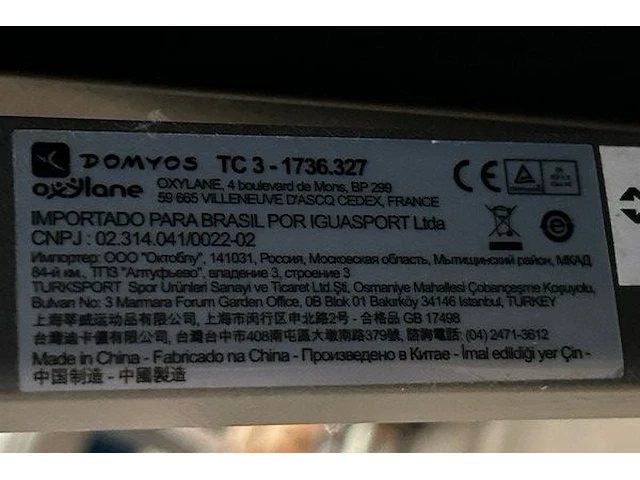 DOMYOS TC 3 - 1736.327
oxylane OXYLANE, 4 boulevard de Mons, BP 299
59 665 VILLENEUVE D'ASCQ CEDEX, FRANCE
IMPORTADO PARA BRASIL POR IGUASPORT Ltda
CNPJ : 02.314.041/0022-02
Importer: ООО "Октоблу", 141031, Россия, Московская область, Мытищинский район, МКАД
84-й км., ТПЗ "Алтуфьево", владение 3, строение 3
TURKSPORT Spor Ürünleri Sanayi ve Ticaret Ltd.Şti, Osmaniye Mahallesi Çobançeşme Koşuyolu,
Bulvarı No: 3 Marmara Forum Garden Office, 0B Blok 01 Bakırköy 34146 Istanbul, TURKEY
上海莘威运动品有限公司, 上海市闵行区申北路2号 - 合格品 GB 17498
台灣迪卡儂有限公司, 台灣台中市408南屯區大墩南路379號, 諮詢電話: (04) 2471-3612
Made in China - Fabricado na China - Произведено в Китае - İmal edildiği yer Çin -
中国制造 - 中國製造
CE